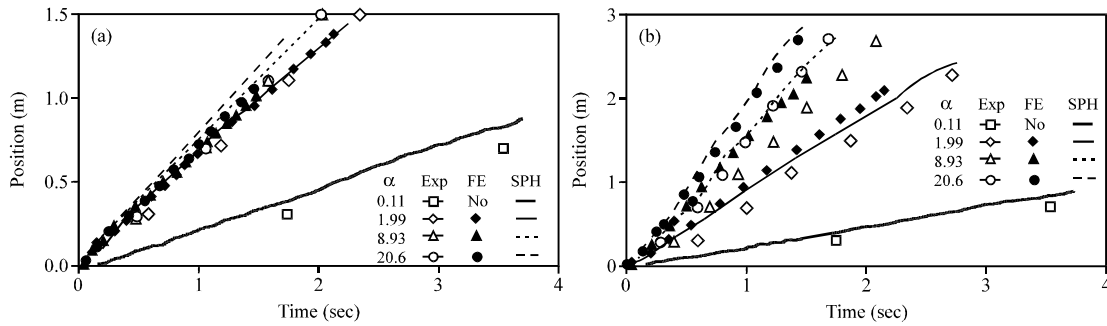 (a)
1.5
1.0
0.5
0.0
Position (m)
0 1 2 3 4
Time (sec)
α Exp FE SPH
0.11 No
1.99
8.93
20.6
(b)
3
2
1
0
Position (m)
0 1 2 3 4
Time (sec)
α Exp FE SPH
0.11 No
1.99
8.93
20.6